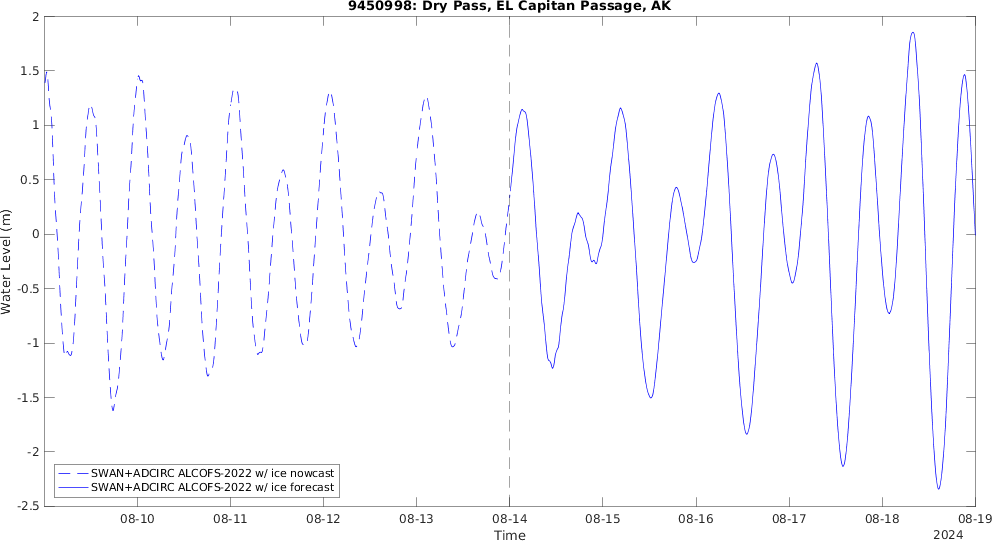 9450998: Dry Pass, EL Capitan Passage, AK
2
1.5
1
0.5
0
-0.5
-1
-1.5
-2
-2.5
Water Level (m)
SWAN+ADCIRC ALCOFS-2022 w/ ice nowcast
SWAN+ADCIRC ALCOFS-2022 w/ ice forecast
08-10 08-11 08-12 08-13 08-14 08-15 08-16 08-17 08-18 08-19
Time
2024